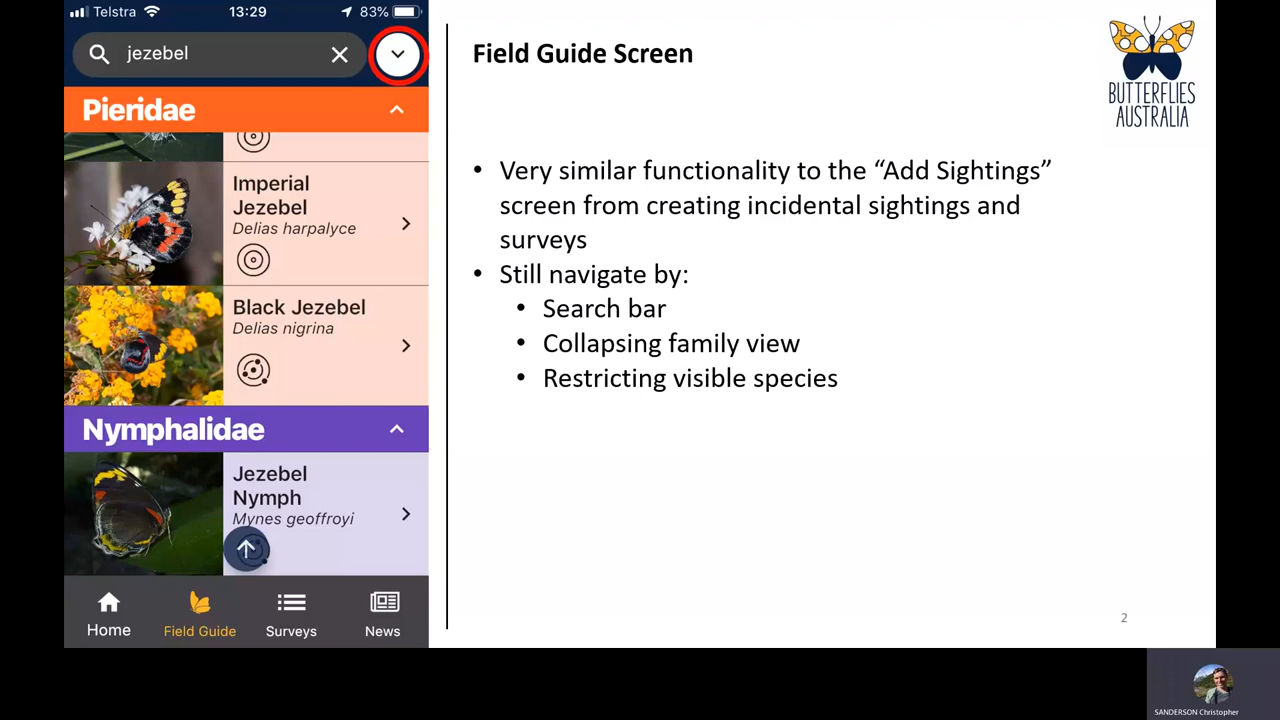 Telstra 13:29 83%
jezebel
Pieridae
Imperial
Jezebel
Delias harpalyce
Black Jezebel
Delias nigrina
Nymphalidae
Jezebel
Nymph
Mynes geoffroyi
Home Field Guide Surveys News
Field Guide Screen
BUTTERFLIES
AUSTRALIA
• Very similar functionality to the “Add Sightings”
screen from creating incidental sightings and
surveys
• Still navigate by:
• Search bar
• Collapsing family view
• Restricting visible species
2
SANDERSON Christopher